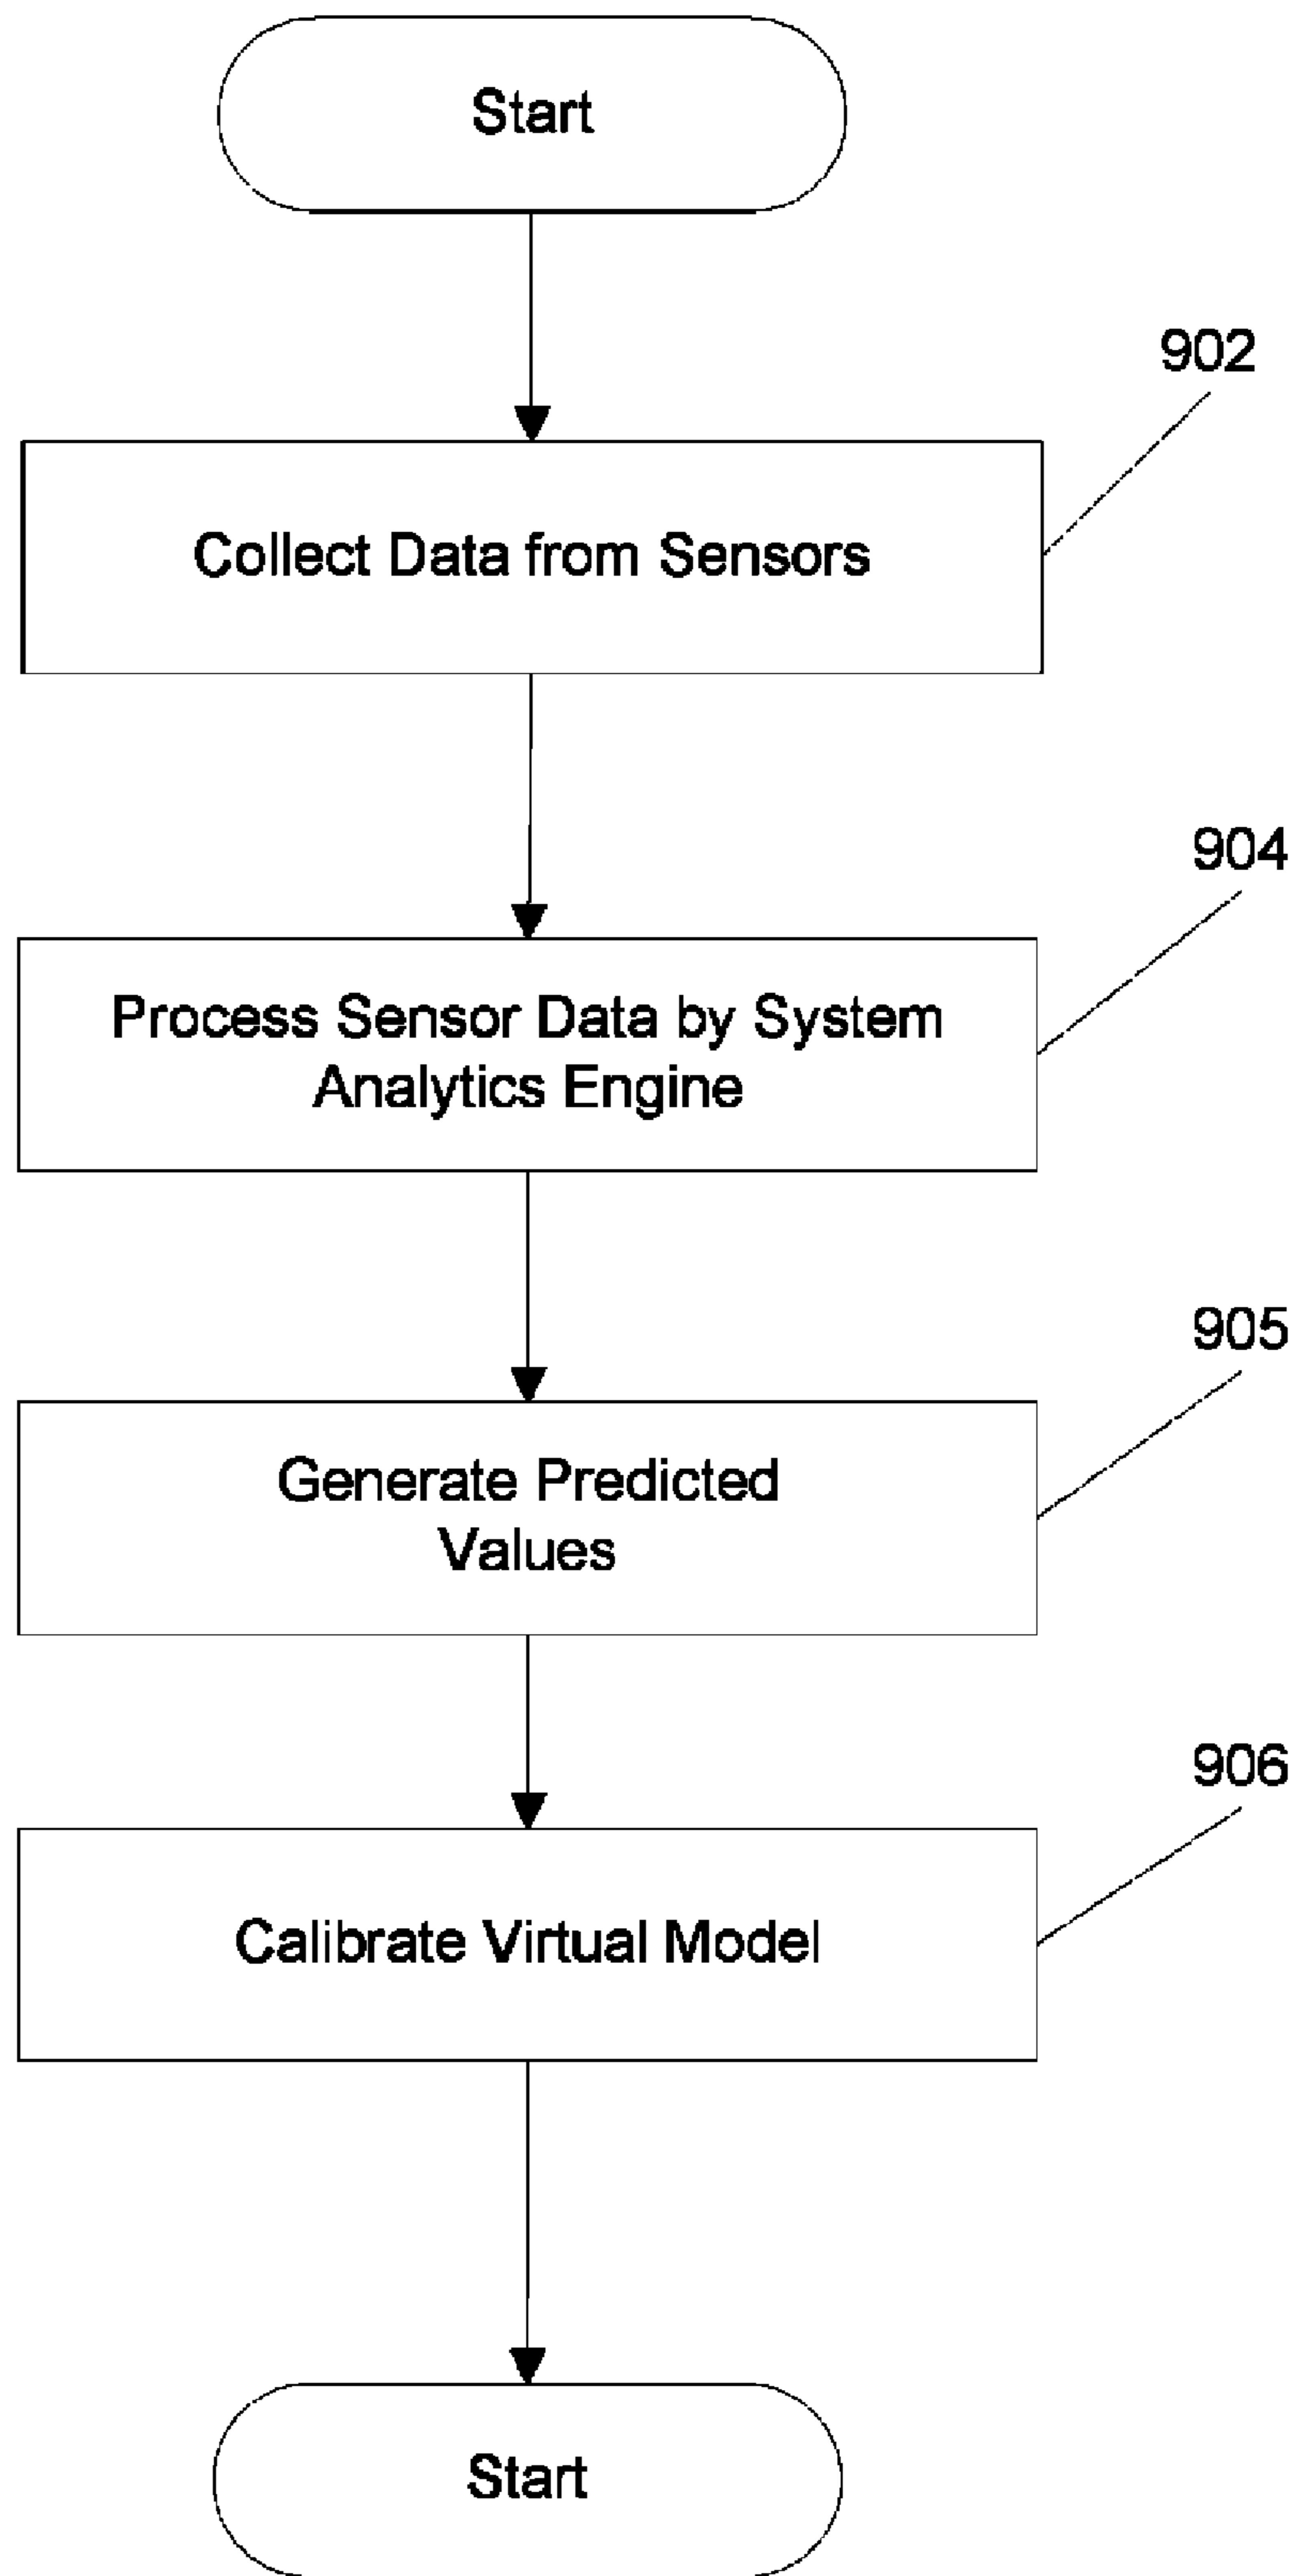 Start
902
Collect Data from Sensors
904
Process Sensor Data by System
Analytics Engine
905
Generate Predicted
Values
906
Calibrate Virtual Model
Start